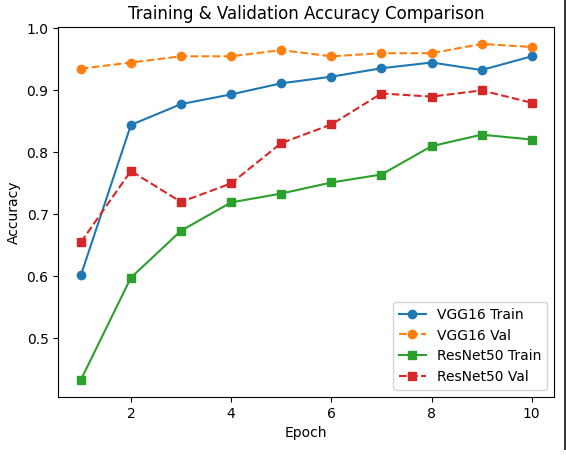 Training & Validation Accuracy Comparison
1.0
0.9
0.8
0.7
0.6
0.5
Accuracy
VGG16 Train
VGG16 Val
ResNet50 Train
ResNet50 Val
2 4 6 8 10
Epoch